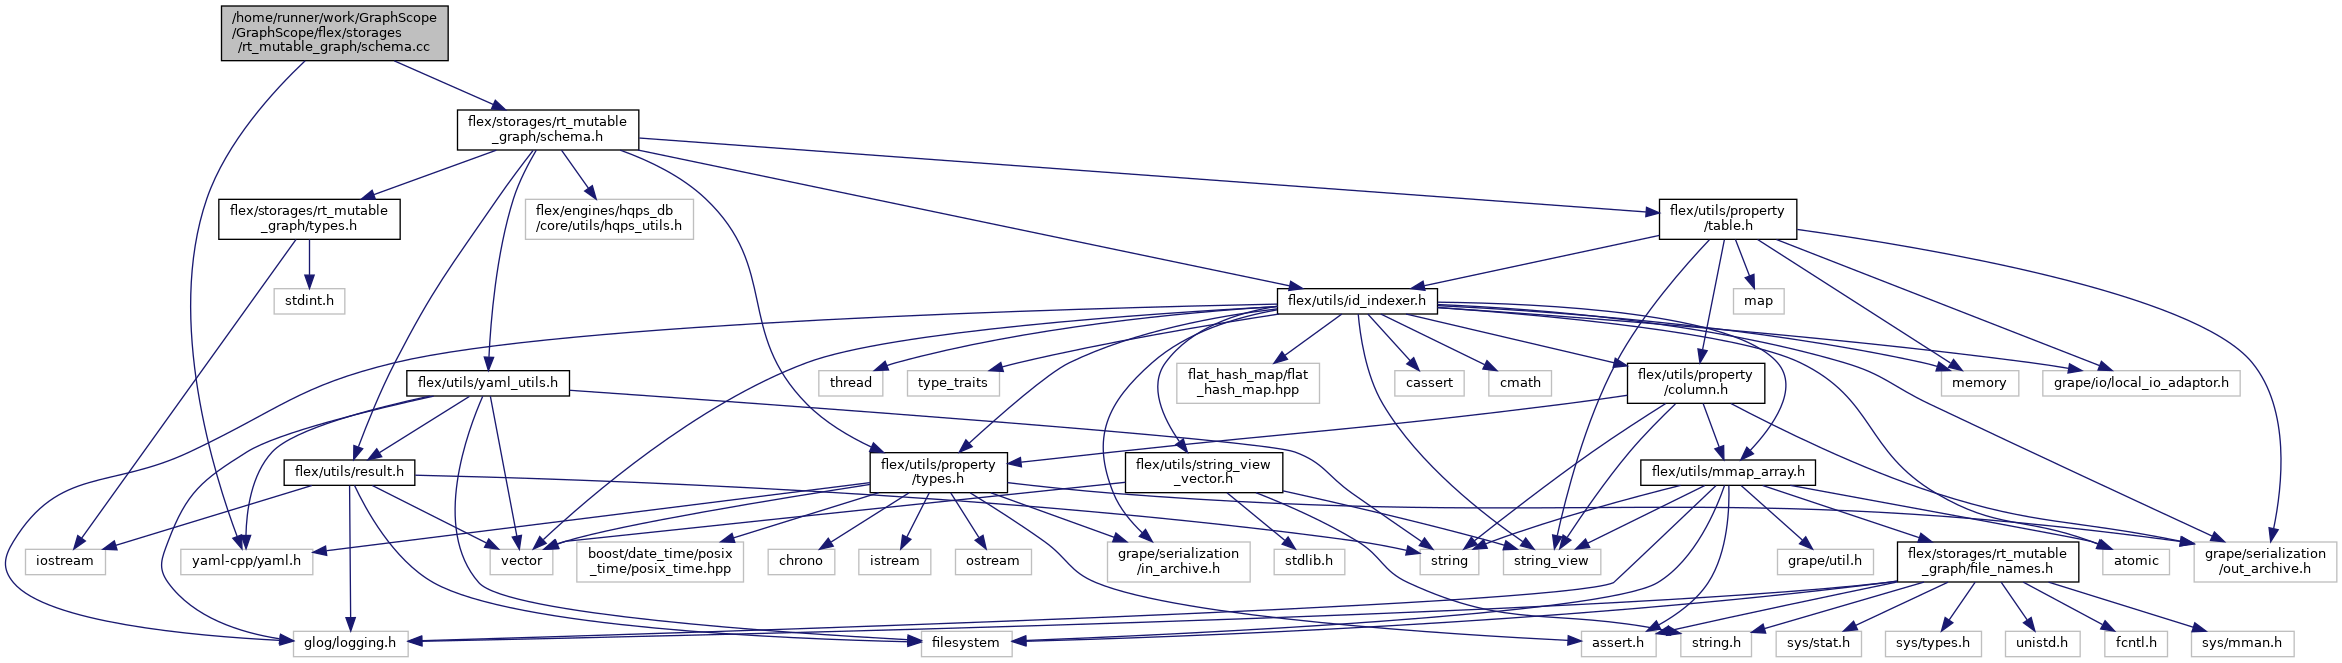 /home/runner/work/GraphScope
/GraphScope/flex/storages
/rt_mutable_graph/schema.cc
flex/storages/rt_mutable
_graph/schema.h
flex/storages/rt_mutable
_graph/types.h
flex/engines/hqps_db
/core/utils/hqps_utils.h
flex/utils/property
/table.h
stdint.h
flex/utils/id_indexer.h
map
flex/utils/yaml_utils.h
thread
type_traits
flat_hash_map/flat
_hash_map.hpp
cassert
cmath
flex/utils/property
/column.h
memory
grape/io/local_io_adaptor.h
flex/utils/result.h
flex/utils/property
/types.h
flex/utils/string_view
_vector.h
flex/utils/mmap_array.h
iostream
yaml-cpp/yaml.h
vector
boost/date_time/posix
_time/posix_time.hpp
chrono
istream
ostream
grape/serialization
/in_archive.h
stdlib.h
string
string_view
grape/util.h
flex/storages/rt_mutable
_graph/file_names.h
atomic
grape/serialization
/out_archive.h
glog/logging.h
filesystem
assert.h
string.h
sys/stat.h
sys/types.h
unistd.h
fcntl.h
sys/mman.h